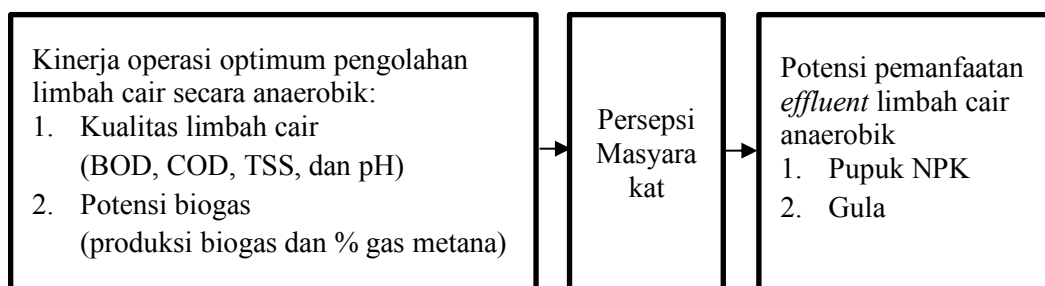 Kinerja operasi optimum pengolahan
limbah cair secara anaerobik:
1. Kualitas limbah cair
(BOD, COD, TSS, dan pH)
2. Potensi biogas
(produksi biogas dan % gas metana)
Persepsi
Masyara
kat
Potensi pemanfaatan
effluent limbah cair
anaerobik
1. Pupuk NPK
2. Gula